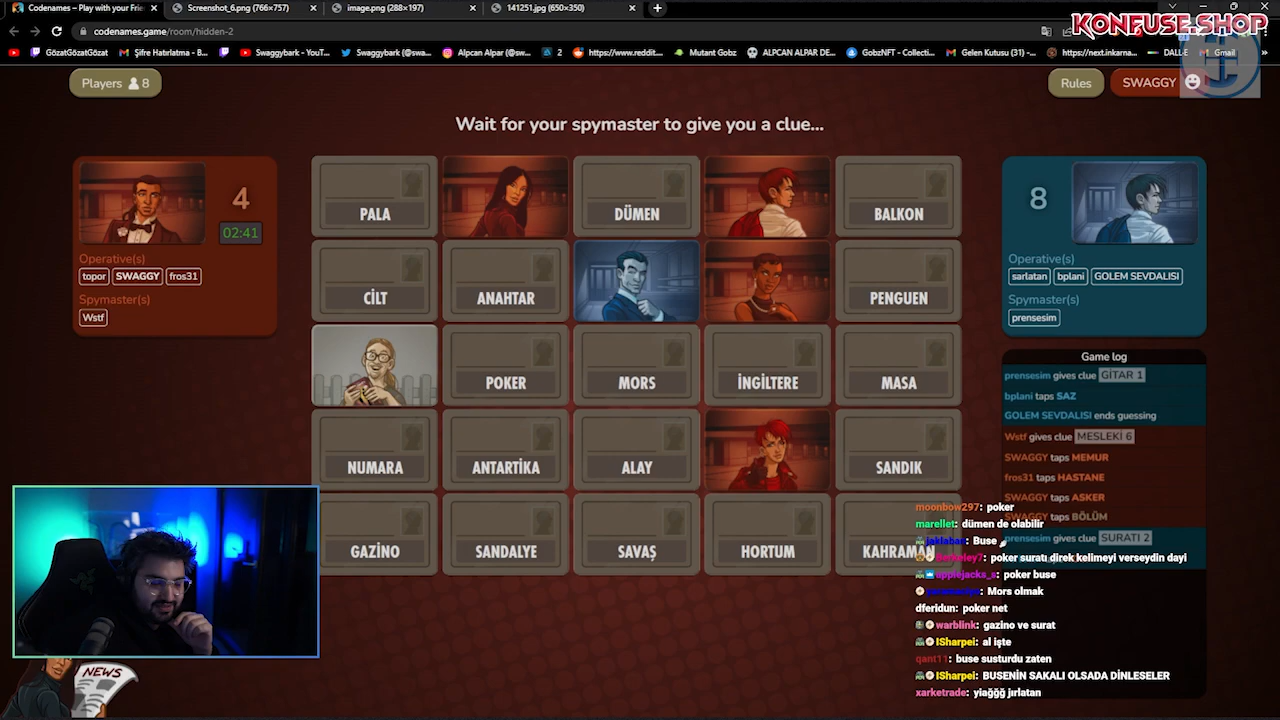 Codenames - Play with your Frie
Screenshot_6.png (766×757)
image.png (288×197)
141251.jpg (650×350)
KONFUSE.SHOP
codenames.game/room/hidden-2
GözatGözatGözat
Şifre Hatırlatma - B...
Swaggybark - YouT...
Swaggybark (@swa...
Alpcan Alpar (@sw...
2
https://www.reddit...
Mutant Gobz
ALPCAN ALPAR DE...
GobzNFT - Collecti...
Gelen Kutusu (31) -...
https://next.inkarna...
DALL·E
Gmail
Players 8
Rules
SWAGGY
Wait for your spymaster to give you a clue...
4
02:41
Operative(s)
topor
SWAGGY
fros31
Spymaster(s)
Wstf
PALA
DÜMEN
BALKON
CİLT
ANAHTAR
PENGUEN
POKER
MORS
İNGİLTERE
MASA
NUMARA
ANTARTİKA
ALAY
SANDIK
GAZİNO
SANDALYE
SAVAŞ
HORTUM
KAHRAMAN
8
Operative(s)
sarlatan
bplani
GOLEM SEVDALISI
Spymaster(s)
prensesim
Game log
prensesim gives clue GİTAR 1
bplani taps SAZ
GOLEM SEVDALISI ends guessing
Wstf gives clue MESLEKİ 6
SWAGGY taps MEMUR
fros31 taps HASTANE
SWAGGY taps ASKER
SWAGGY taps BÖLÜM
prensesim gives clue SURATI 2
moonbow297: poker
marellet: dümen de olabilir
jaklaban: Buse
Berkeley7: poker suratı direk kelimeyi verseydin dayi
applejacks_s: poker buse
Mors olmak
dferidun: poker net
warblink: gazino ve surat
ISharpei: al işte
qant11: buse susturdu zaten
ISharpei: BUSENİN SAKALI OLSADA DİNLESELER
xarketrade: yiağğğ jırlatan
NEWS